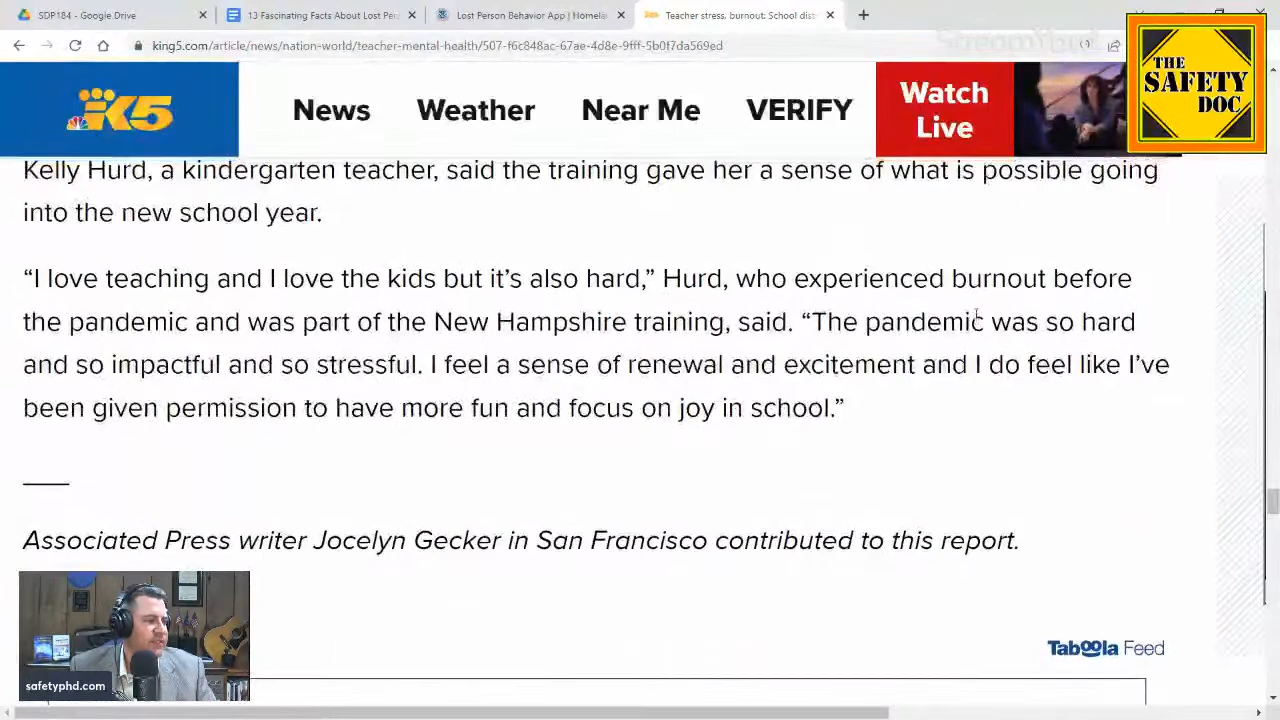 SDP184 - Google Drive
13 Fascinating Facts About Lost Pe
Lost Person Behavior App | Homela
Teacher stress, burnout: School dist
king5.com/article/news/nation-world/teacher-mental-health/507-f6c848ac-67ae-4d8e-9fff-5b0f7da569ed
StreamYard
K5
News
Weather
Near Me
VERIFY
Watch
Live
THE
SAFETY
DOC
Kelly Hurd, a kindergarten teacher, said the training gave her a sense of what is possible going
into the new school year.
“I love teaching and I love the kids but it’s also hard,” Hurd, who experienced burnout before
the pandemic and was part of the New Hampshire training, said. “The pandemic was so hard
and so impactful and so stressful. I feel a sense of renewal and excitement and I do feel like I’ve
been given permission to have more fun and focus on joy in school.”
Associated Press writer Jocelyn Gecker in San Francisco contributed to this report.
safetyphd.com
Taboola Feed